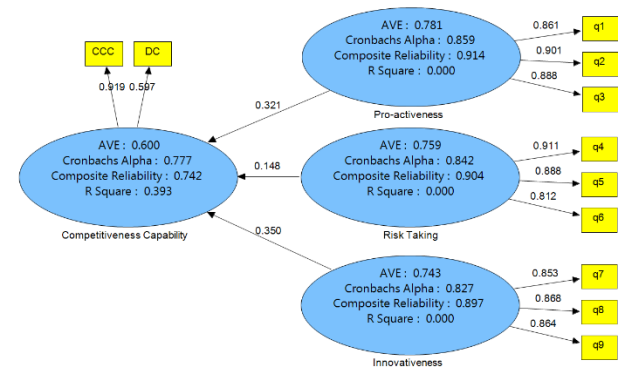 CCC
DC
0.919
0.597
AVE : 0.600
Cronbachs Alpha : 0.777
Composite Reliability : 0.742
R Square : 0.393
Competitiveness Capability
0.321
0.148
0.350
AVE : 0.781
Cronbachs Alpha : 0.859
Composite Reliability : 0.914
R Square : 0.000
Pro-activeness
0.861
0.901
0.888
q1
q2
q3
AVE : 0.759
Cronbachs Alpha : 0.842
Composite Reliability : 0.904
R Square : 0.000
Risk Taking
0.911
0.888
0.812
q4
q5
q6
AVE : 0.743
Cronbachs Alpha : 0.827
Composite Reliability : 0.897
R Square : 0.000
Innovativeness
0.853
0.868
0.864
q7
q8
q9